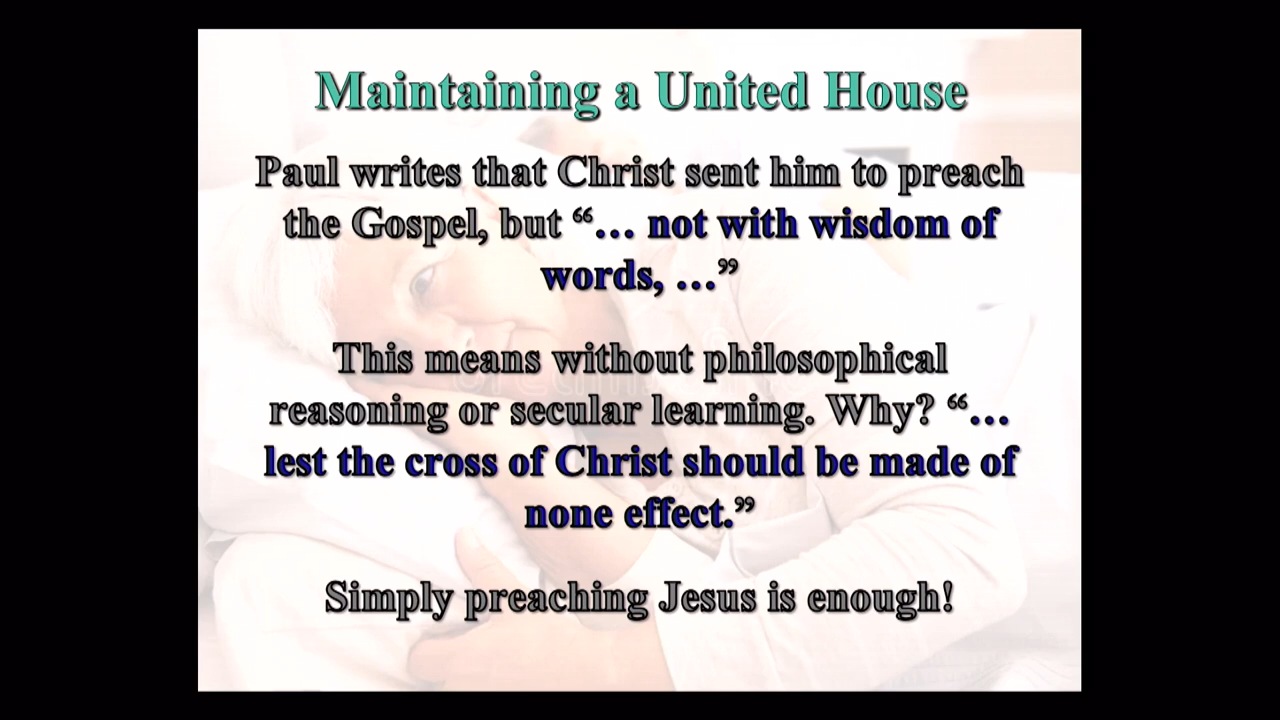 Maintaining a United House
Paul writes that Christ sent him to preach
the Gospel, but “… not with wisdom of
words, …”
This means without philosophical
reasoning or secular learning. Why? “…
lest the cross of Christ should be made of
none effect.”
Simply preaching Jesus is enough!